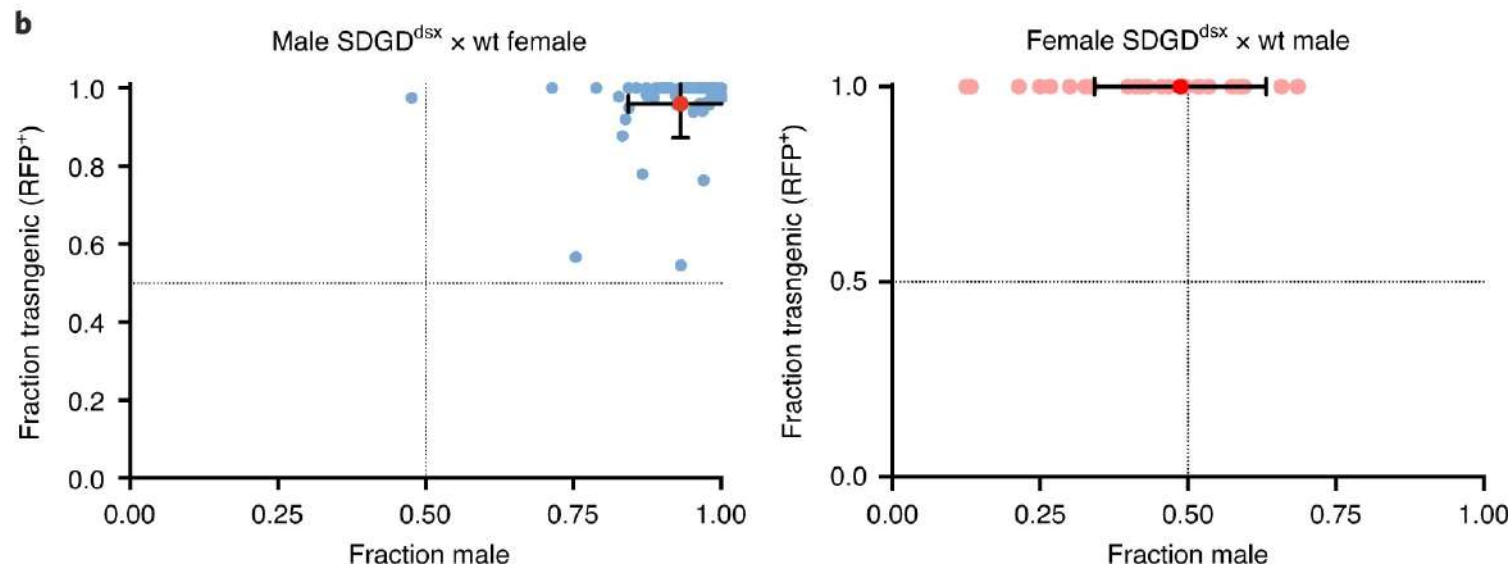 b
Male SDGD^dsx × wt female
Fraction trasngenic (RFP⁺)
1.0
0.8
0.6
0.4
0.2
0.0
0.00 0.25 0.50 0.75 1.00
Fraction male
Female SDGD^dsx × wt male
Fraction trasngenic (RFP⁺)
1.0
0.5
0.0
0.00 0.25 0.50 0.75 1.00
Fraction male